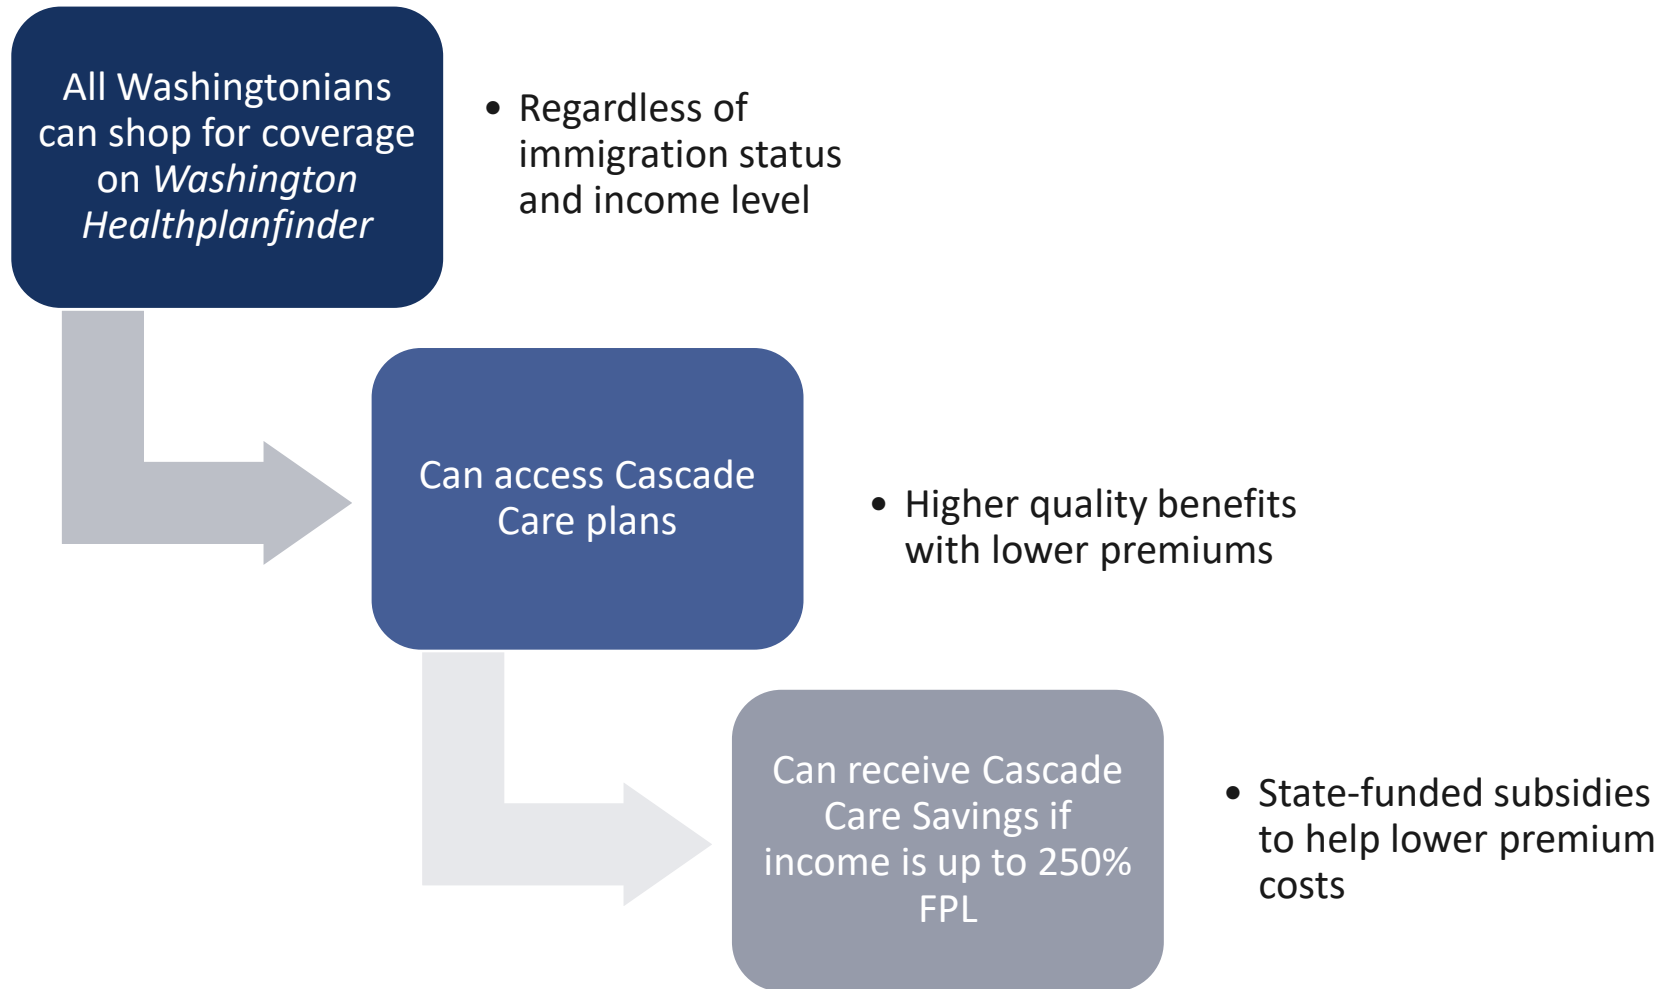 All Washingtonians
can shop for coverage
on Washington
Healthplanfinder
• Regardless of
immigration status
and income level
Can access Cascade
Care plans
• Higher quality benefits
with lower premiums
Can receive Cascade
Care Savings if
income is up to 250%
FPL
• State-funded subsidies
to help lower premium
costs